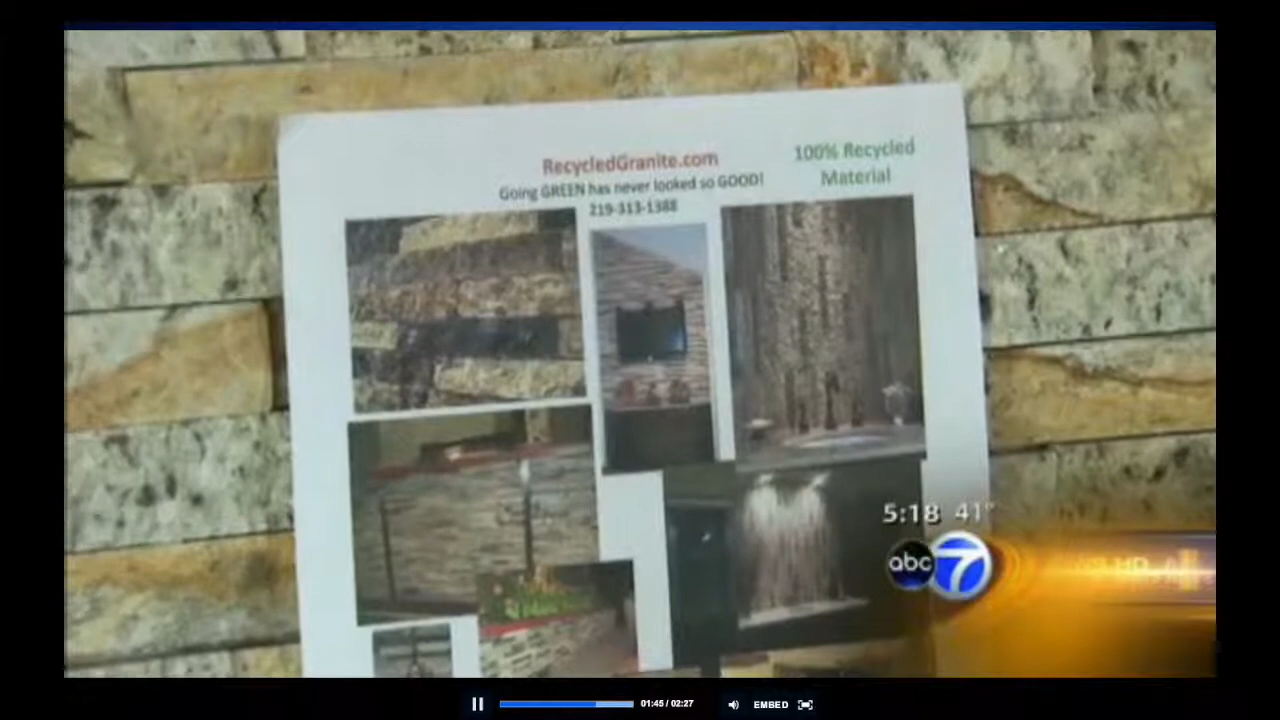 RecycledGranite.com
Going GREEN has never looked so GOOD!
219-313-1388
100% Recycled
Material
5:18 41°
abc 7
01:45 / 02:27
EMBED